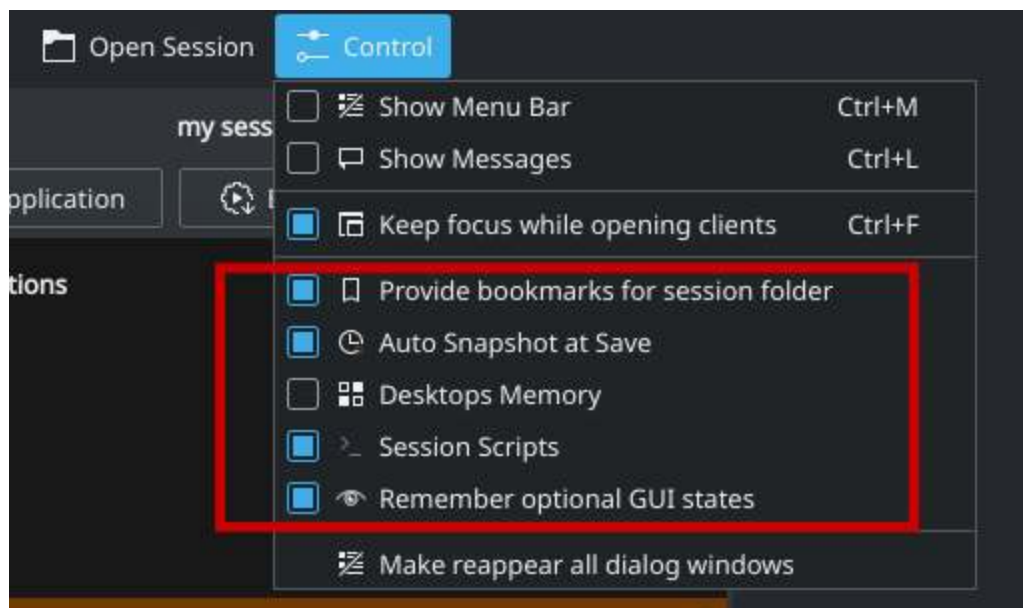 Open Session Control
Show Menu Bar Ctrl+M
my sess
Show Messages Ctrl+L
pplication
Keep focus while opening clients Ctrl+F
tions
Provide bookmarks for session folder
Auto Snapshot at Save
Desktops Memory
Session Scripts
Remember optional GUI states
Make reappear all dialog windows